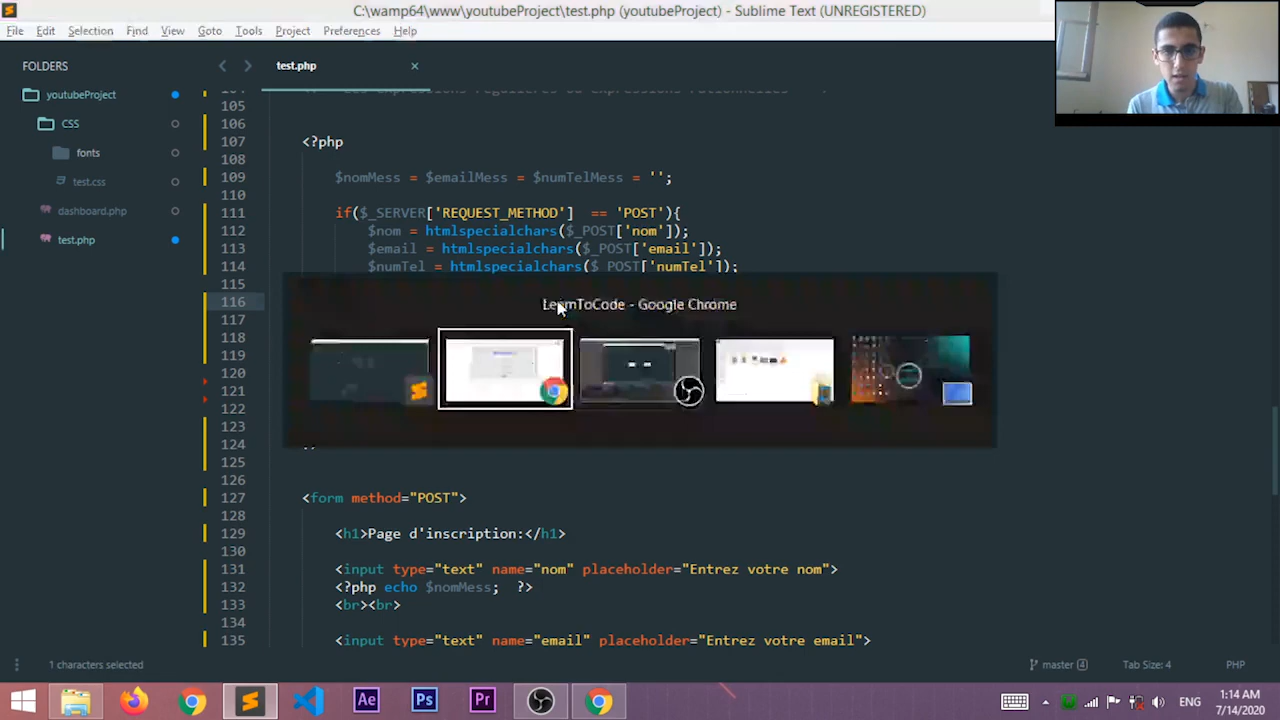 C:\wamp64\www\youtubeProject\test.php (youtubeProject) - Sublime Text (UNREGISTERED)
File Edit Selection Find View Goto Tools Project Preferences Help
FOLDERS
youtubeProject
CSS
fonts
test.css
dashboard.php
test.php
test.php
105
106
107 <?php
108
109 $nomMess = $emailMess = $numTelMess = '';
110
111 if($_SERVER['REQUEST_METHOD'] == 'POST'){
112 $nom = htmlspecialchars($_POST['nom']);
113 $email = htmlspecialchars($_POST['email']);
114 $numTel = htmlspecialchars($_POST['numTel']);
115
116
117
118
119
120
121
122
123
124
125
126
127 <form method="POST">
128
129 <h1>Page d'inscription:</h1>
130
131 <input type="text" name="nom" placeholder="Entrez votre nom">
132 <?php echo $nomMess; ?>
133 <br><br>
134
135 <input type="text" name="email" placeholder="Entrez votre email">
LearnToCode - Google Chrome
1 characters selected
master 4
Tab Size: 4
PHP
Ae Ps Pr
ENG
1:14 AM
7/14/2020